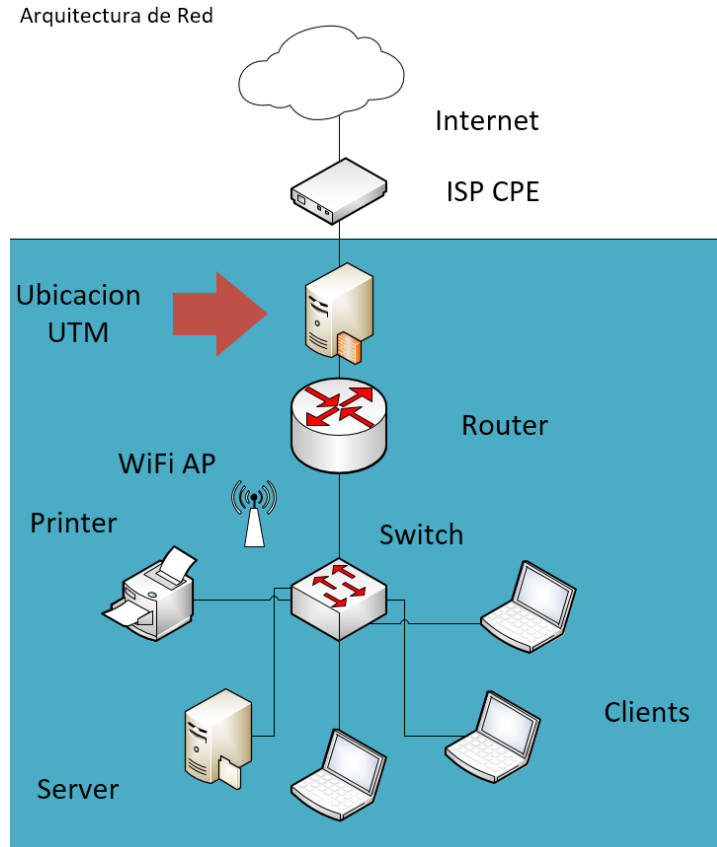 Arquitectura de Red
Internet
ISP CPE
Ubicacion
UTM
Router
WiFi AP
Printer
Switch
Clients
Server